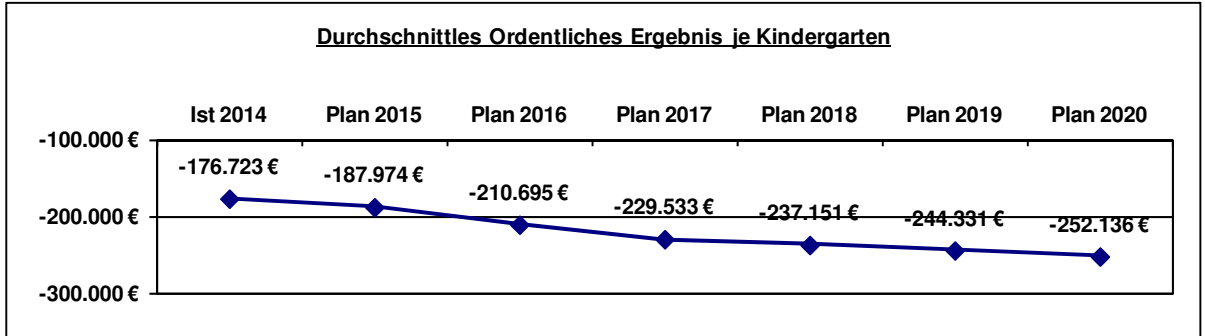 Durchschnittles Ordentliches Ergebnis je Kindergarten
Ist 2014 Plan 2015 Plan 2016 Plan 2017 Plan 2018 Plan 2019 Plan 2020
-100.000 €
-176.723 € -187.974 € -210.695 € -229.533 € -237.151 € -244.331 € -252.136 €
-200.000 €
-300.000 €